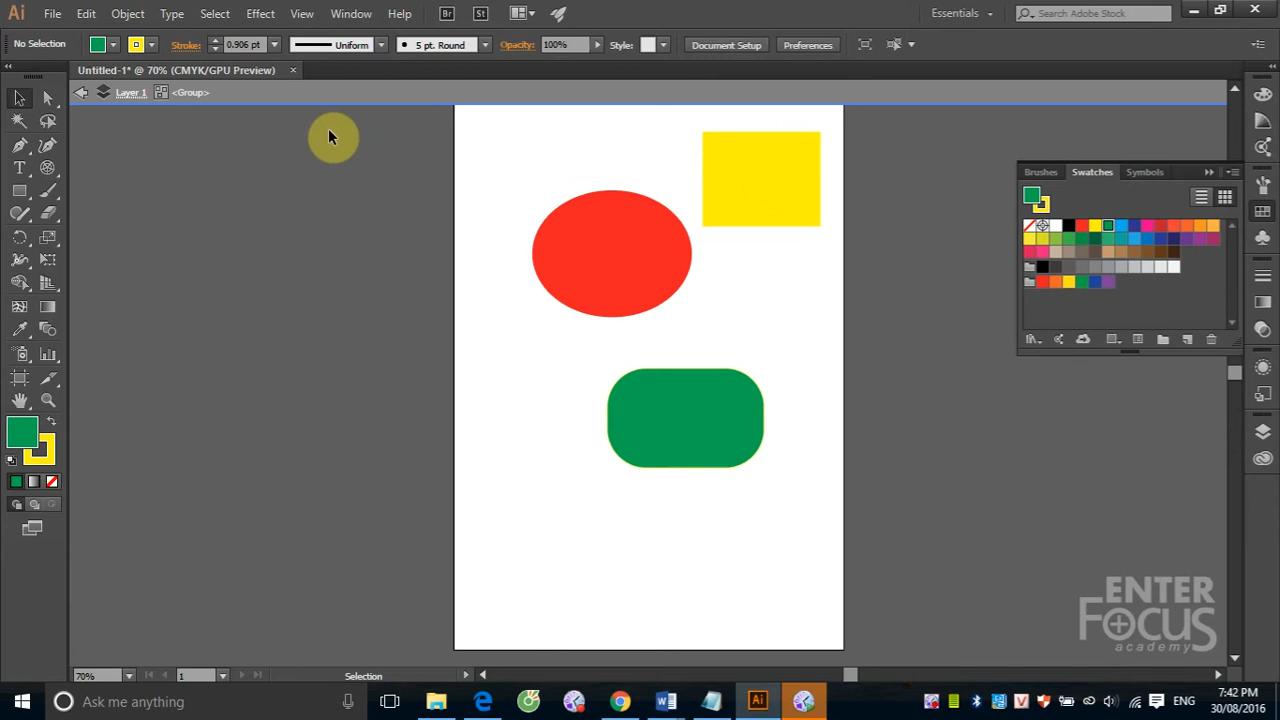 Ai File Edit Object Type Select Effect View Window Help Br St Essentials Search Adobe Stock
No Selection Stroke: 0.906 pt Uniform 5 pt. Round Opacity: 100% Style: Document Setup Preferences
Untitled-1* @ 70% (CMYK/GPU Preview)
Layer 1 <Group>
Brushes Swatches Symbols
ENTER
FOCUS
academy
70% 1 Selection
Ask me anything Ai ENG 7:42 PM
30/08/2016